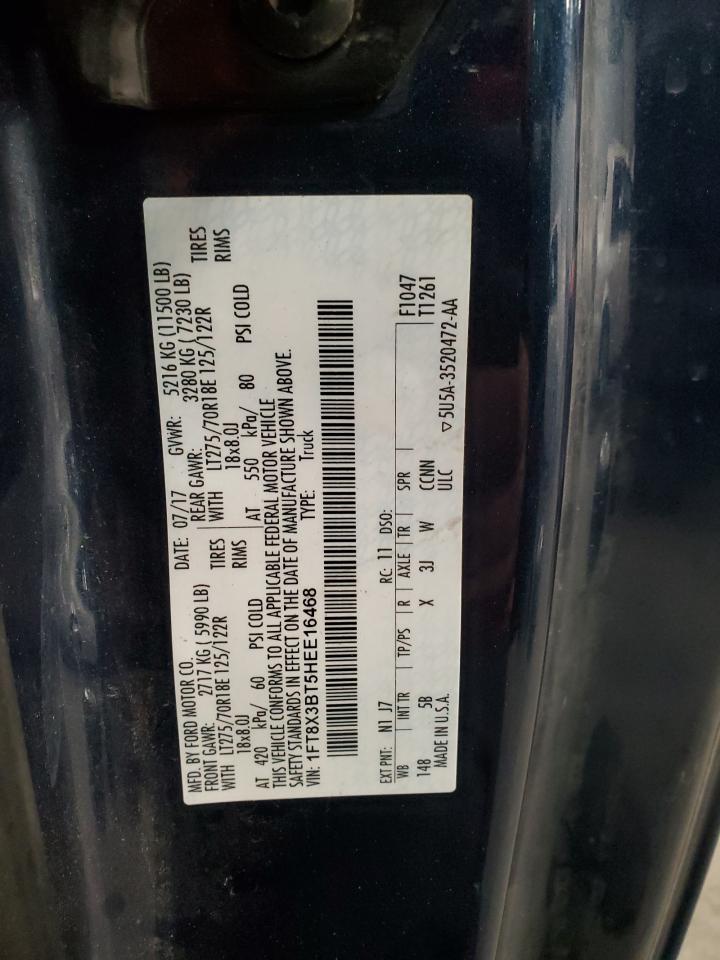 MFD. BY FORD MOTOR CO.
DATE: 07/17 GVWR: 5216 KG (11500 LB)
FRONT GAWR: 2717 KG ( 5990 LB) REAR GAWR: 3280 KG ( 7230 LB)
WITH LT275/70R18E 125/122R TIRES WITH LT275/70R18E 125/122R TIRES
18x8.0J RIMS 18x8.0J RIMS
AT 420 kPa/ 60 PSI COLD AT 550 kPa/ 80 PSI COLD
THIS VEHICLE CONFORMS TO ALL APPLICABLE FEDERAL MOTOR VEHICLE
SAFETY STANDARDS IN EFFECT ON THE DATE OF MANUFACTURE SHOWN ABOVE.
VIN: 1FT8X3BT5HEE16468 TYPE: Truck
EXT PNT: N1 17 RC: 11 DSO:
WB INT TR TP/PS R AXLE TR SPR F1047
148 5B X 3J W CCNN T1261
MADE IN U.S.A. ULC ▽5U5A-3520472-AA